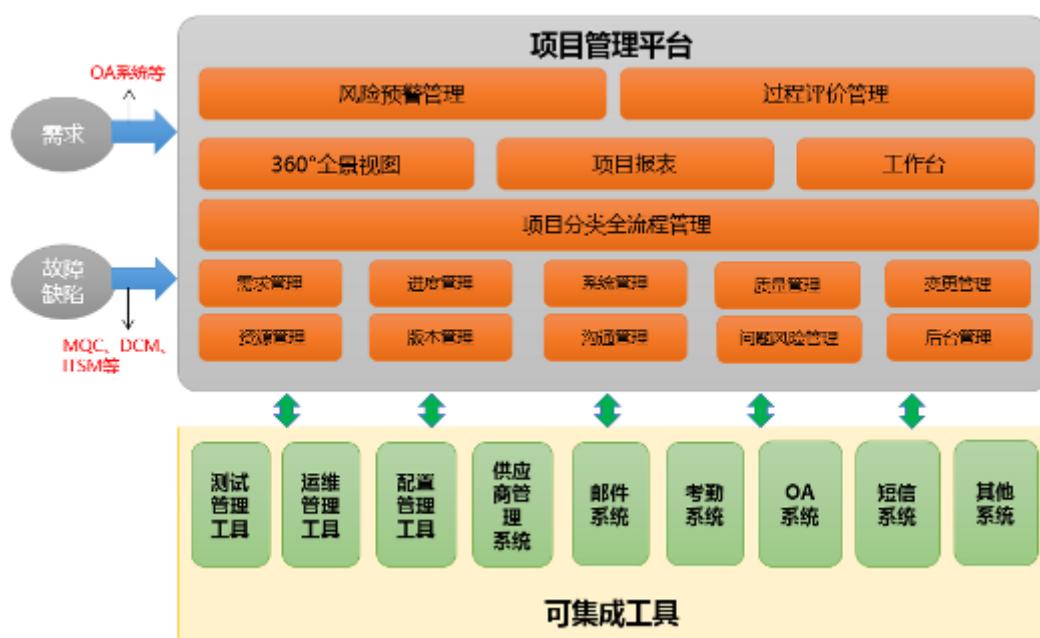 项目管理平台
OA系统等
风险预警管理
过程评价管理
需求
360°全景视图
项目报表
工作台
项目分类全流程管理
故障
缺陷
需求管理
进度管理
系统管理
质量管理
变更管理
资源管理
版本管理
沟通管理
问题风险管理
后台管理
MQC、DCM、
ITSM等
测试
管理
工具
运维
管理
工具
配置
管理
工具
供应
商管
理
系统
邮件
系统
考勤
系统
OA
系统
短信
系统
其他
系统
可集成工具